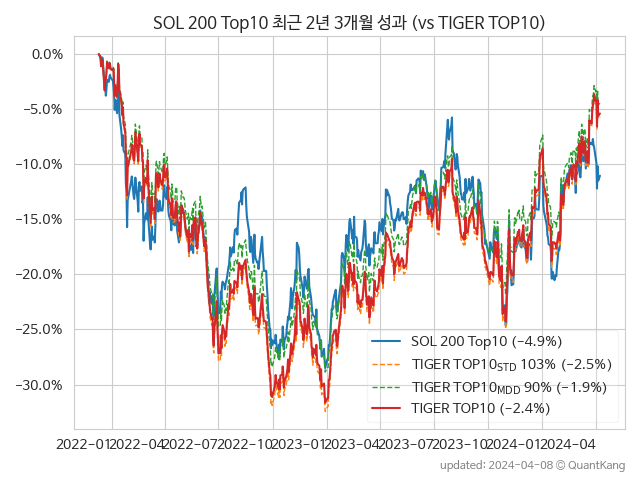 SOL 200 Top10 최근 2년 3개월 성과 (vs TIGER TOP10)
0.0%
−5.0%
−10.0%
−15.0%
−20.0%
−25.0%
−30.0%
SOL 200 Top10 (−4.9%)
TIGER TOP10STD 103% (−2.5%)
TIGER TOP10MDD 90% (−1.9%)
TIGER TOP10 (−2.4%)
2022-01 2022-04 2022-07 2022-10 2023-01 2023-04 2023-07 2023-10 2024-01 2024-04
updated: 2024-04-08 ⓒ QuantKang